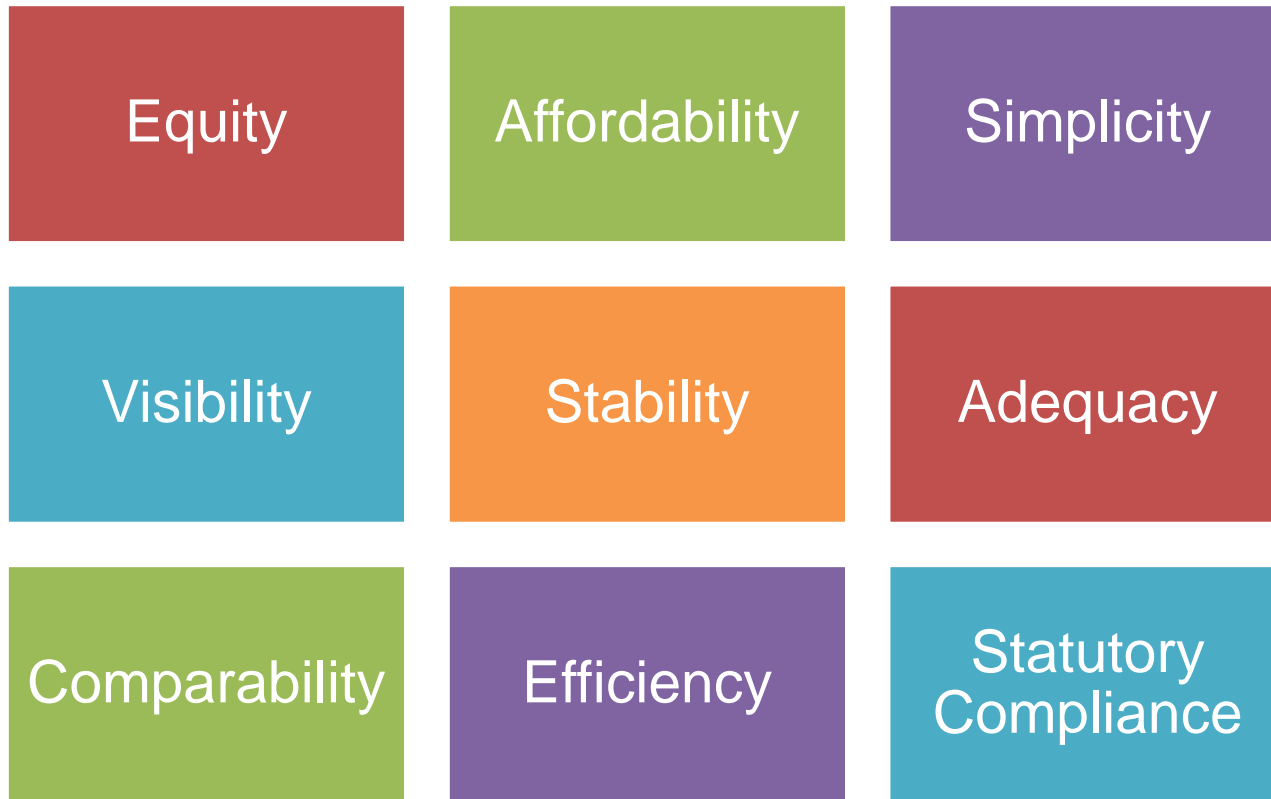 Equity
Affordability
Simplicity
Visibility
Stability
Adequacy
Comparability
Efficiency
Statutory
Compliance